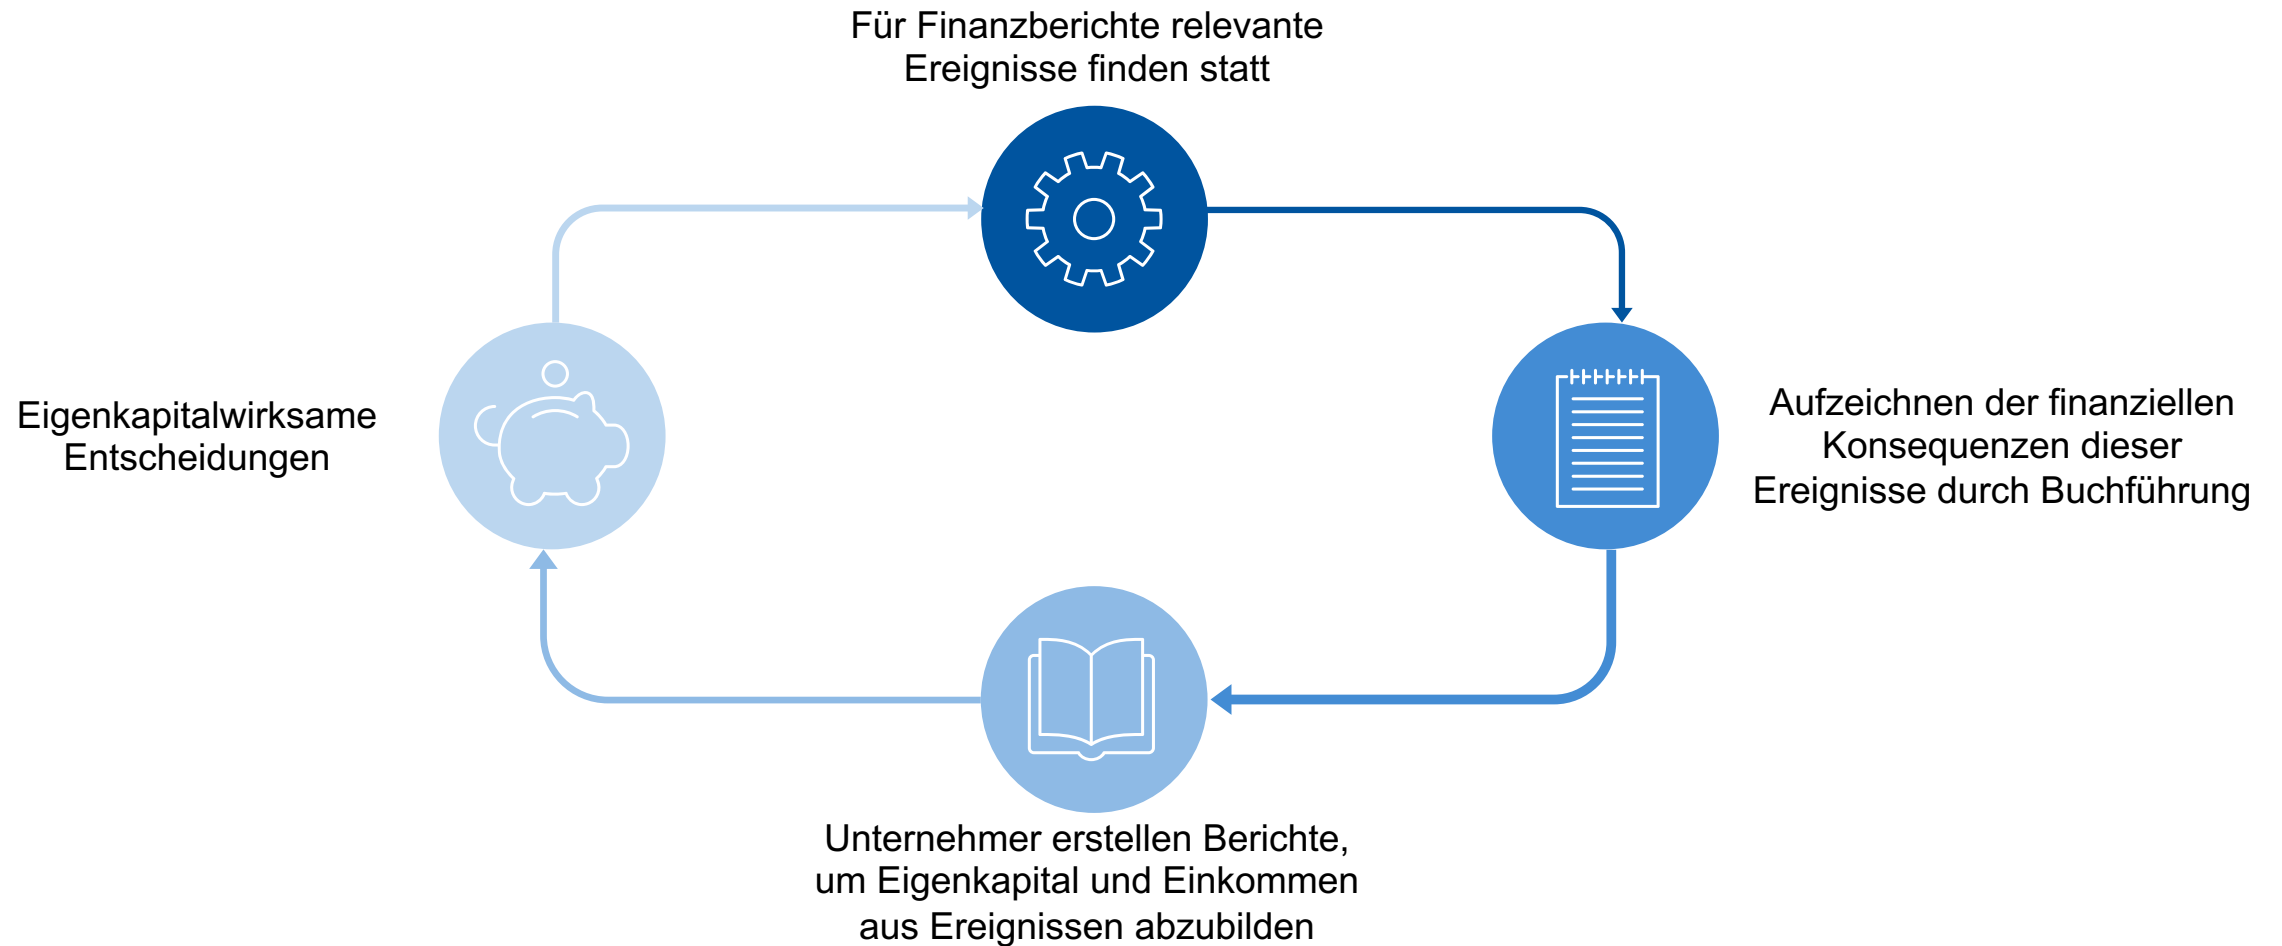 Für Finanzberichte relevante
Ereignisse finden statt
Eigenkapitalwirksame
Entscheidungen
Aufzeichnen der finanziellen
Konsequenzen dieser
Ereignisse durch Buchführung
Unternehmer erstellen Berichte,
um Eigenkapital und Einkommen
aus Ereignissen abzubilden